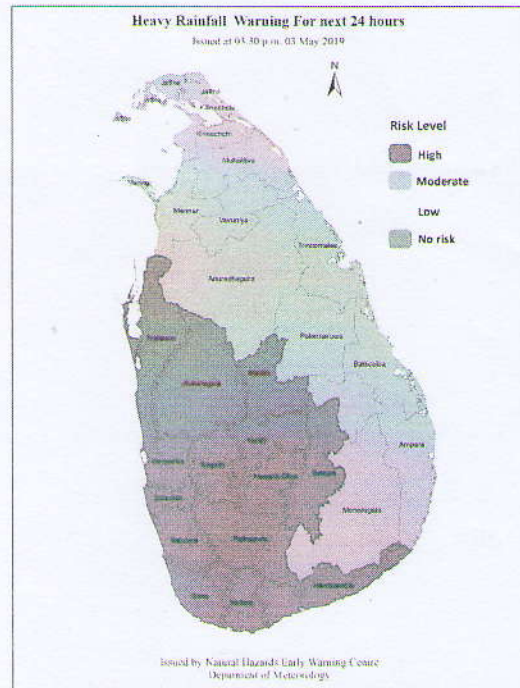 Heavy Rainfall Warning For next 24 hours
Issued at 03.30 p.m. 03 May 2019
N
Jaffna
Jaffna
Kilinochchi
Kilinochchi
Mullaitivu
Mannar
Vavuniya
Trincomalee
Anuradhapura
Puttalam
Polonnaruwa
Batticaloa
Kurunegala
Matale
Kandy
Ampara
Gampaha
Kegalle
Nuwara Eliya
Badulla
Colombo
Monaragala
Kalutara
Ratnapura
Hambantota
Galle
Matara
Risk Level
High
Moderate
Low
No risk
Issued by Natural Hazards Early Warning Centre
Department of Meteorology